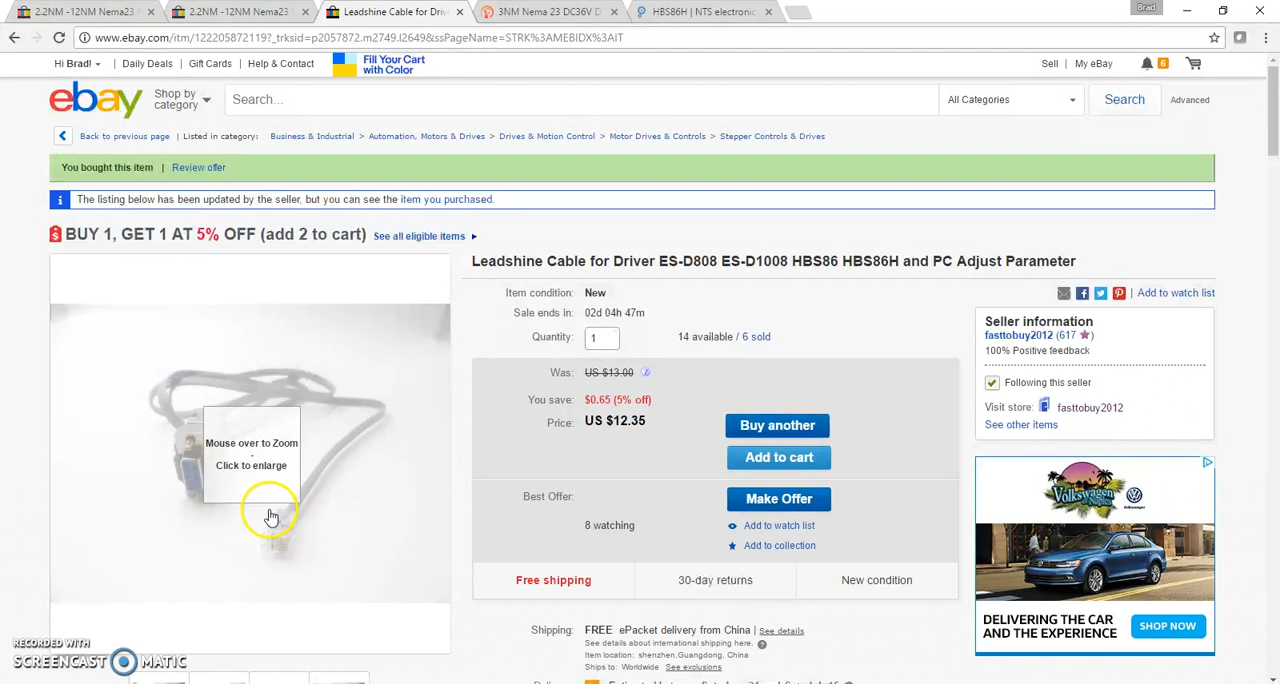 2.2NM -12NM Nema23
2.2NM -12NM Nema23
Leadshine Cable for Driv
3NM Nema 23 DC36V D
HBS86H | NTS electronic
Brad
www.ebay.com/itm/122205872119?_trksid=p2057872.m2749.l2649&ssPageName=STRK%3AMEBIDX%3AIT
Hi Brad! | Daily Deals | Gift Cards | Help & Contact
Fill Your Cart
with Color
Sell | My eBay 6
ebay
Shop by
category
Search...
All Categories
Search
Advanced
Back to previous page | Listed in category: Business & Industrial > Automation, Motors & Drives > Drives & Motion Control > Motor Drives & Controls > Stepper Controls & Drives
You bought this item | Review offer
i The listing below has been updated by the seller, but you can see the item you purchased.
$ BUY 1, GET 1 AT 5% OFF (add 2 to cart) See all eligible items
Leadshine Cable for Driver ES-D808 ES-D1008 HBS86 HBS86H and PC Adjust Parameter
Item condition: New
Sale ends in: 02d 04h 47m
Quantity: 1 14 available / 6 sold
Was: US $13.00
You save: $0.65 (5% off)
Price: US $12.35
Buy another
Add to cart
Best Offer:
Make Offer
8 watching
Add to watch list
Add to collection
Free shipping
30-day returns
New condition
Shipping: FREE ePacket delivery from China | See details
See details about international shipping here. ?
Item location: shenzhen,Guangdong, China
Ships to: Worldwide See exclusions
Mouse over to Zoom
-
Click to enlarge
| Add to watch list
Seller information
fasttobuy2012 (617 )
100% Positive feedback
Following this seller
Visit store: fasttobuy2012
See other items
Volkswagen
of Naples
DELIVERING THE CAR
AND THE EXPERIENCE
SHOP NOW
RECORDED WITH
SCREENCAST MATIC